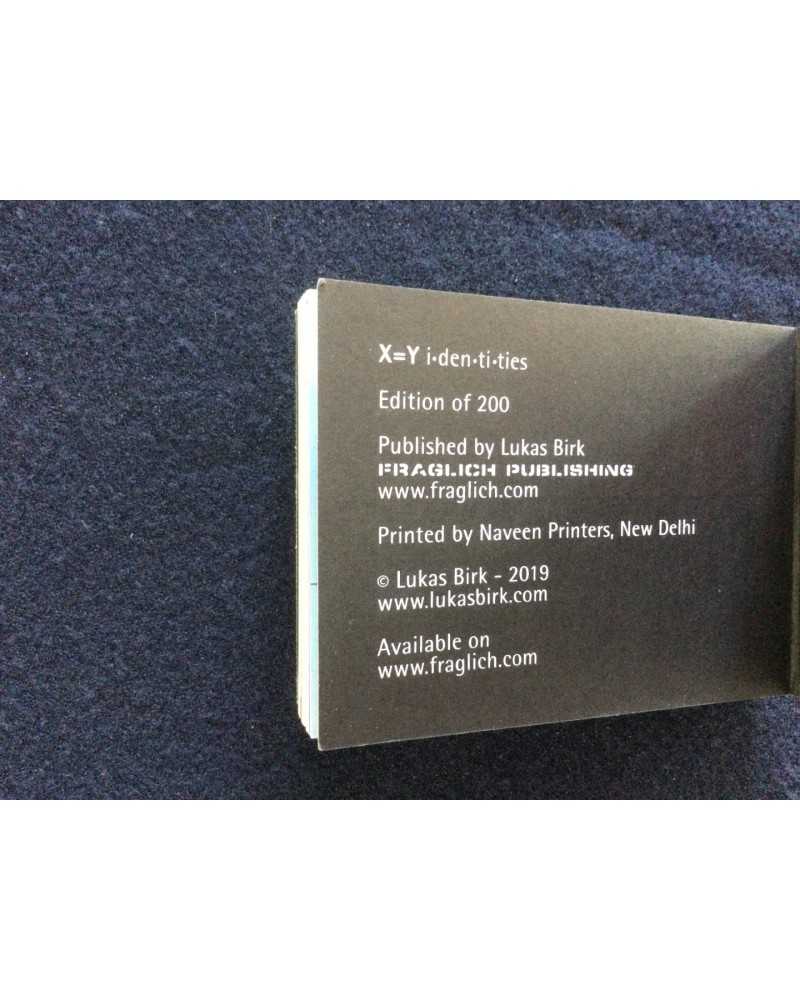 X=Y i·den·ti·ties
Edition of 200
Published by Lukas Birk
FRAGLICH PUBLISHING
www.fraglich.com
Printed by Naveen Printers, New Delhi
© Lukas Birk - 2019
www.lukasbirk.com
Available on
www.fraglich.com